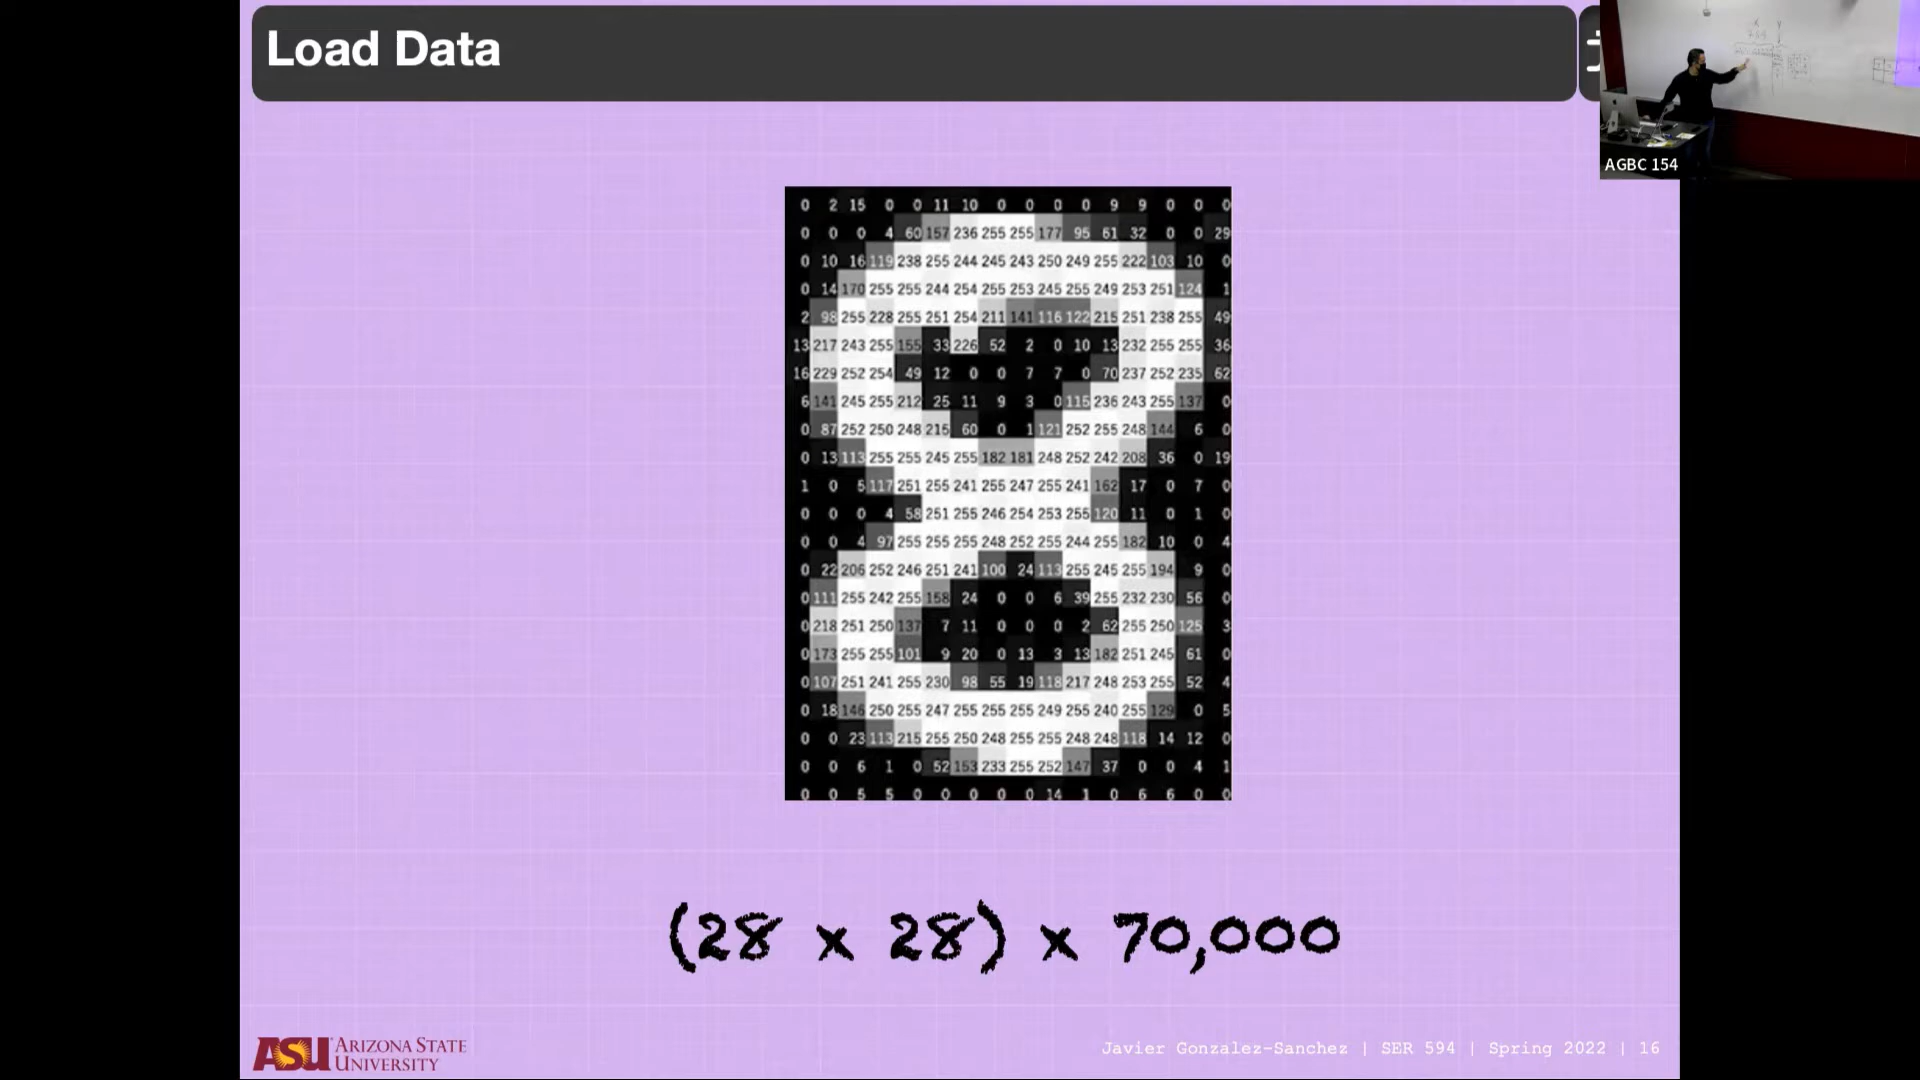 Load Data
AGBC 154
0 2 15 0 0 11 10 0 0 0 0 9 9 0 0 0
0 0 0 4 60 157 236 255 255 177 95 61 32 0 0 29
0 10 16 119 238 255 244 245 243 250 249 255 222 103 10 0
0 14 170 255 255 244 254 255 253 245 255 249 253 251 124 1
2 98 255 228 255 251 254 211 141 116 122 215 251 238 255 49
13 217 243 255 155 33 226 52 2 0 10 13 232 255 255 36
16 229 252 254 49 12 0 0 7 7 0 70 237 252 235 62
6 141 245 255 212 25 11 9 3 0 115 236 243 255 137 0
0 87 252 250 248 215 60 0 1 121 252 255 248 144 6 0
0 13 113 255 255 245 255 182 181 248 252 242 208 36 0 19
1 0 5 117 251 255 241 255 247 255 241 162 17 0 7 0
0 0 0 4 58 251 255 246 254 253 255 120 11 0 1 0
0 0 4 97 255 255 255 248 252 255 244 255 182 10 0 4
0 22 206 252 246 251 241 100 24 113 255 245 255 194 9 0
0 111 255 242 255 158 24 0 0 6 39 255 232 230 56 0
0 218 251 250 137 7 11 0 0 0 2 62 255 250 125 3
0 173 255 255 101 9 20 0 13 3 13 182 251 245 61 0
0 107 251 241 255 230 98 55 19 118 217 248 253 255 52 4
0 18 146 250 255 247 255 255 255 249 255 240 255 129 0 5
0 0 23 113 215 255 250 248 255 255 248 248 118 14 12 0
0 0 6 1 0 52 153 233 255 252 147 37 0 0 4 1
0 0 5 5 0 0 0 0 0 14 1 0 6 6 0 0
(28 x 28) x 70,000
ASU ARIZONA STATE
UNIVERSITY
Javier Gonzalez-Sanchez | SER 594 | Spring 2022 | 16